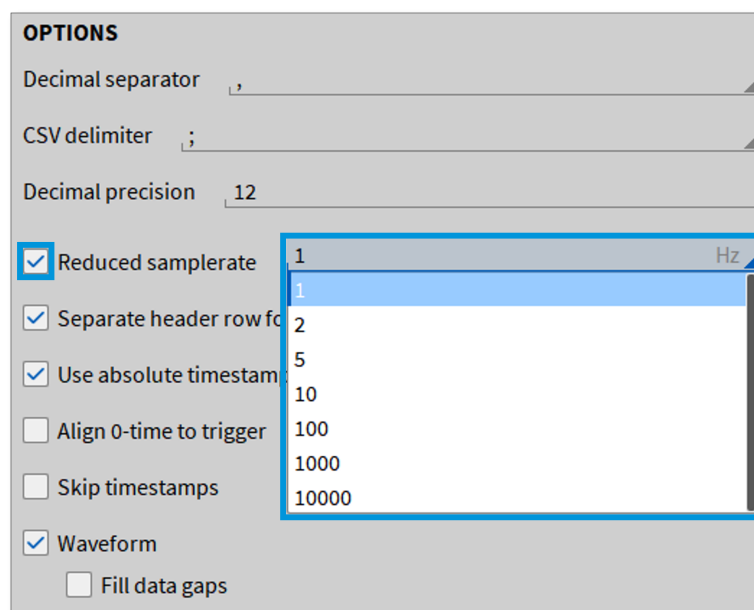 OPTIONS
Decimal separator ,
CSV delimiter ;
Decimal precision 12
Reduced samplerate 1 Hz
1
Separate header row fo
2
5
Use absolute timestamp
10
Align 0-time to trigger
100
1000
Skip timestamps
10000
Waveform
Fill data gaps